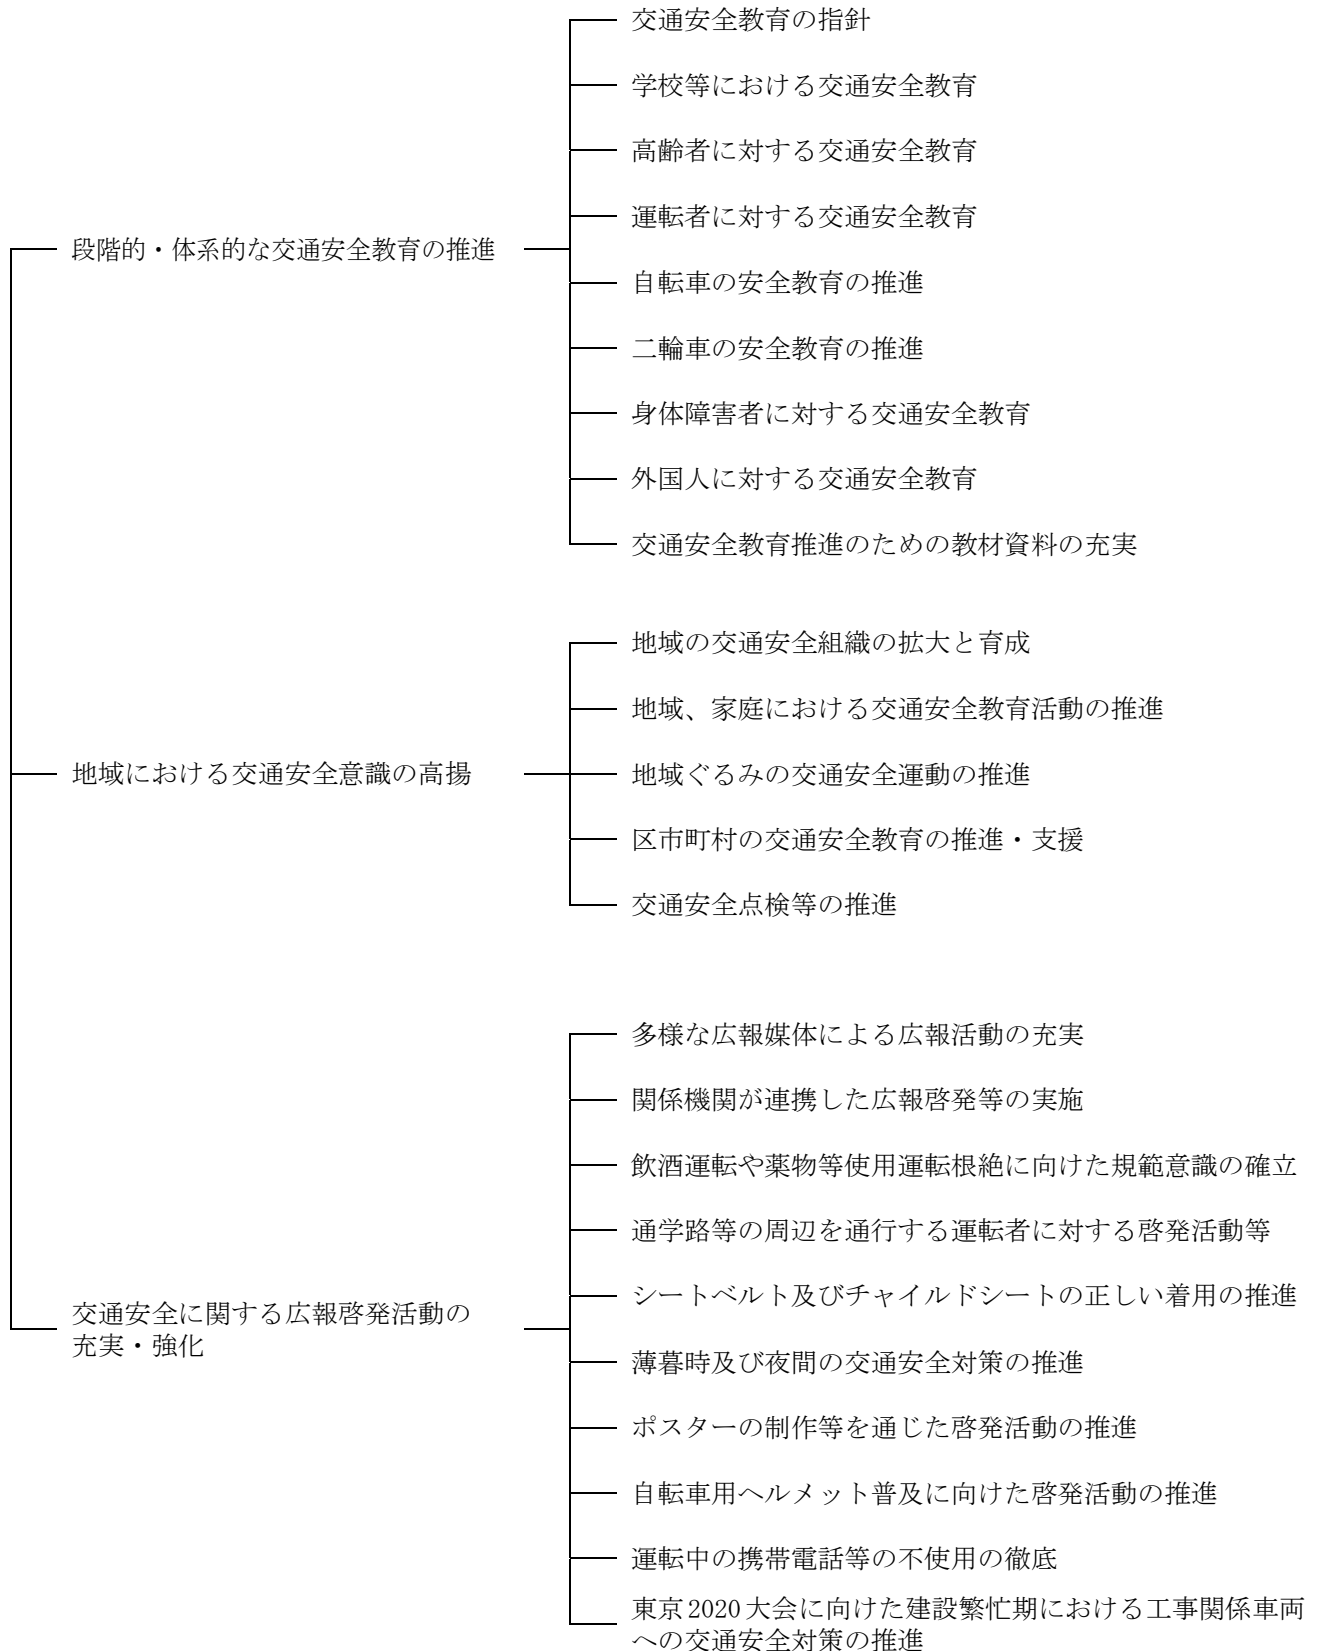 段階的・体系的な交通安全教育の推進
交通安全教育の指針
学校等における交通安全教育
高齢者に対する交通安全教育
運転者に対する交通安全教育
自転車の安全教育の推進
二輪車の安全教育の推進
身体障害者に対する交通安全教育
外国人に対する交通安全教育
交通安全教育推進のための教材資料の充実
地域における交通安全意識の高揚
地域の交通安全組織の拡大と育成
地域、家庭における交通安全教育活動の推進
地域ぐるみの交通安全運動の推進
区市町村の交通安全教育の推進・支援
交通安全点検等の推進
交通安全に関する広報啓発活動の
充実・強化
多様な広報媒体による広報活動の充実
関係機関が連携した広報啓発等の実施
飲酒運転や薬物等使用運転根絶に向けた規範意識の確立
通学路等の周辺を通行する運転者に対する啓発活動等
シートベルト及びチャイルドシートの正しい着用の推進
薄暮時及び夜間の交通安全対策の推進
ポスターの制作等を通じた啓発活動の推進
自転車用ヘルメット普及に向けた啓発活動の推進
運転中の携帯電話等の不使用の徹底
東京2020大会に向けた建設繁忙期における工事関係車両
への交通安全対策の推進